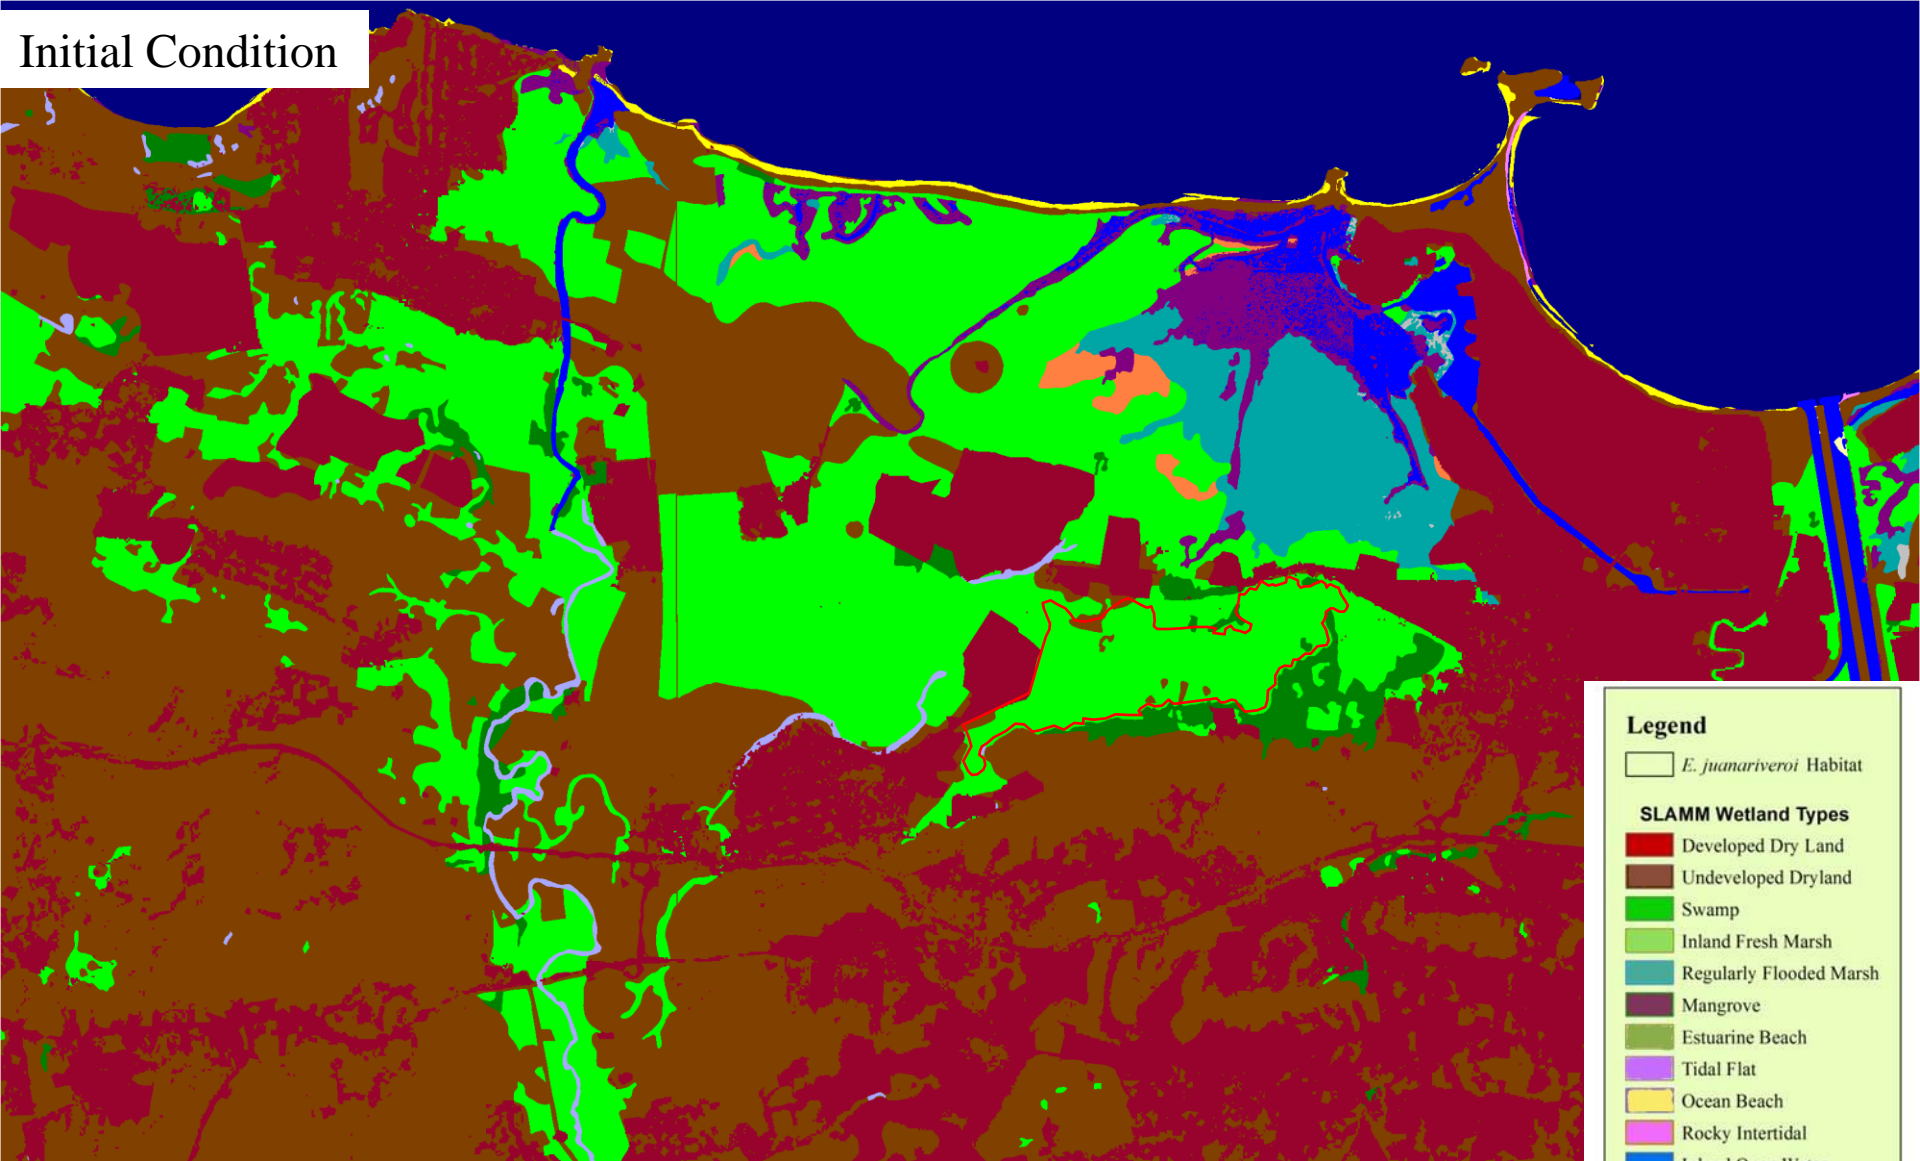 Initial Condition
Legend
E. juanariveroi Habitat
SLAMM Wetland Types
Developed Dry Land
Undeveloped Dryland
Swamp
Inland Fresh Marsh
Regularly Flooded Marsh
Mangrove
Estuarine Beach
Tidal Flat
Ocean Beach
Rocky Intertidal